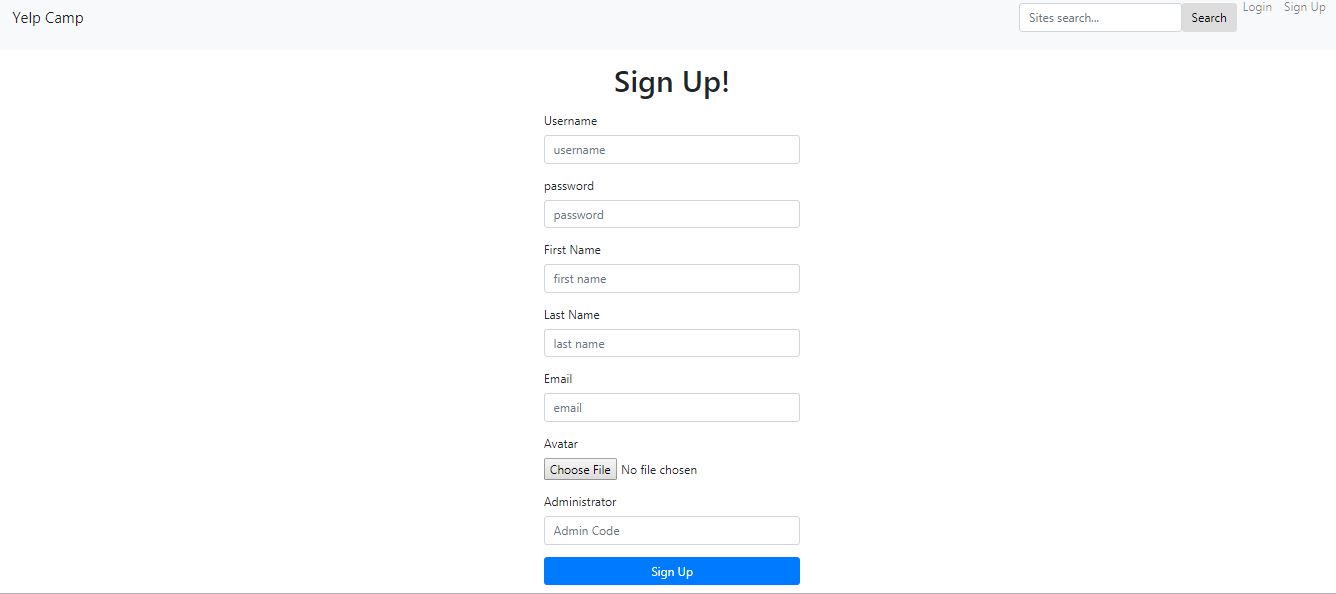 Yelp Camp
Sites search...
Search
Login
Sign Up
Sign Up!
Username
username
password
password
First Name
first name
Last Name
last name
Email
email
Avatar
Choose File No file chosen
Administrator
Admin Code
Sign Up